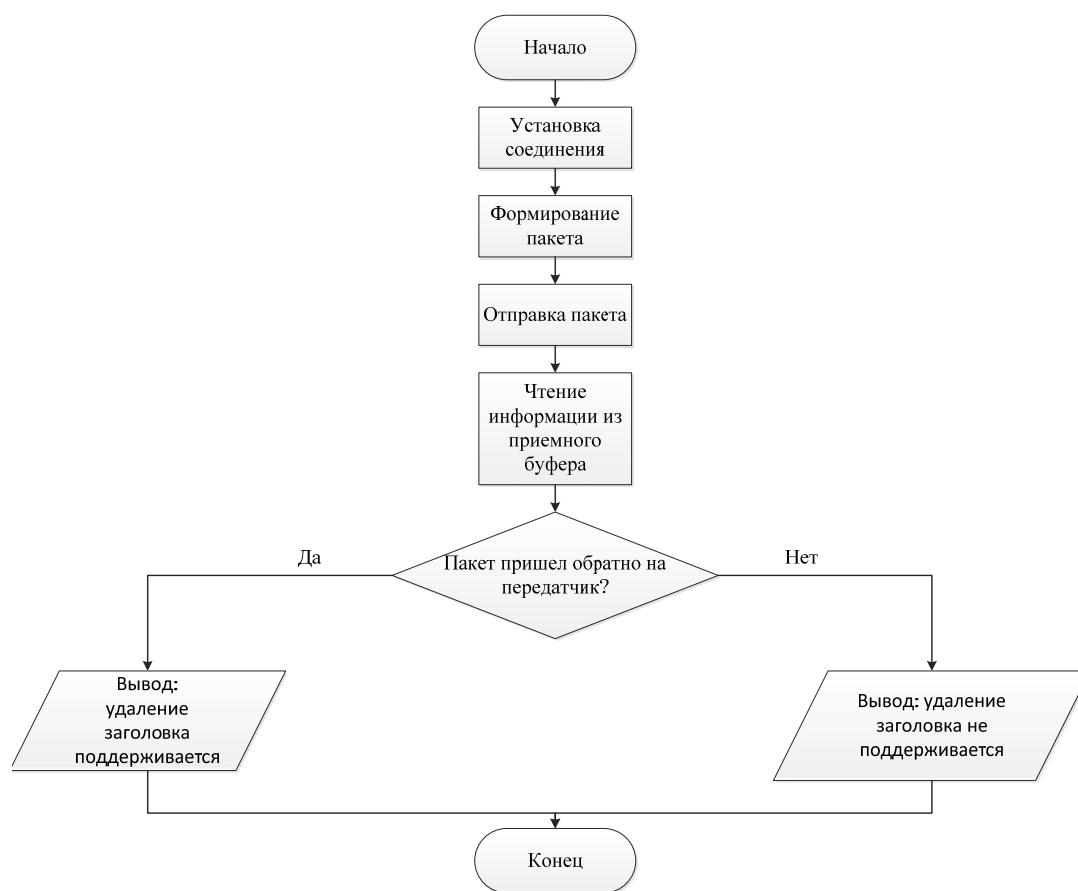 Начало
Установка
соединения
Формирование
пакета
Отправка пакета
Чтение
информации из
приемного
буфера
Пакет пришел обратно на
передатчик?
Да
Нет
Вывод:
удаление
заголовка
поддерживается
Вывод: удаление
заголовка не
поддерживается
Конец